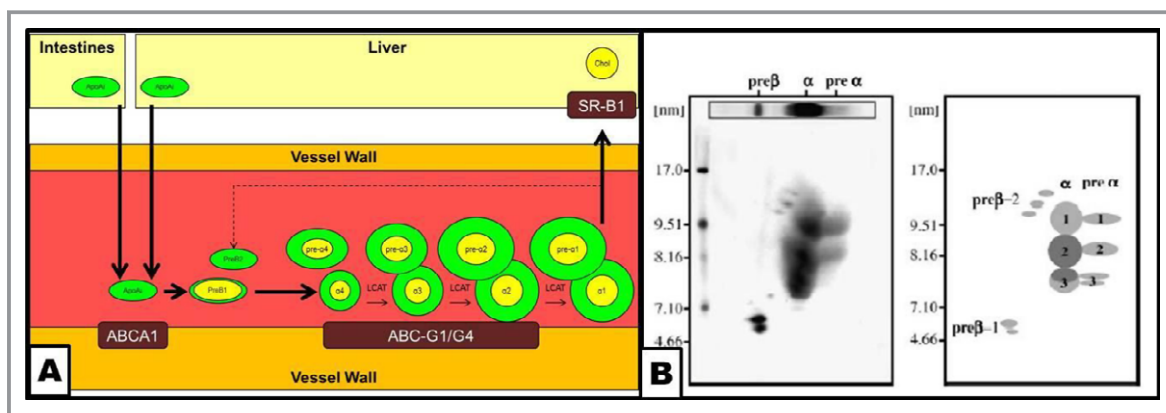 Intestines
Liver
ApoAI
ApoAI
Chol
SR-B1
Vessel Wall
pre-α4
pre-α3
pre-α2
pre-α1
PreB2
ApoAI
PreB1
α4
LCAT
α3
LCAT
α2
LCAT
α1
ABCA1
ABC-G1/G4
Vessel Wall
A
preβ α pre α
[nm]
17.0
9.51
8.16
7.10
4.66
B
[nm]
17.0
9.51
8.16
7.10
4.66
α pre α
preβ-2
1 1
2 2
3 3
preβ-1